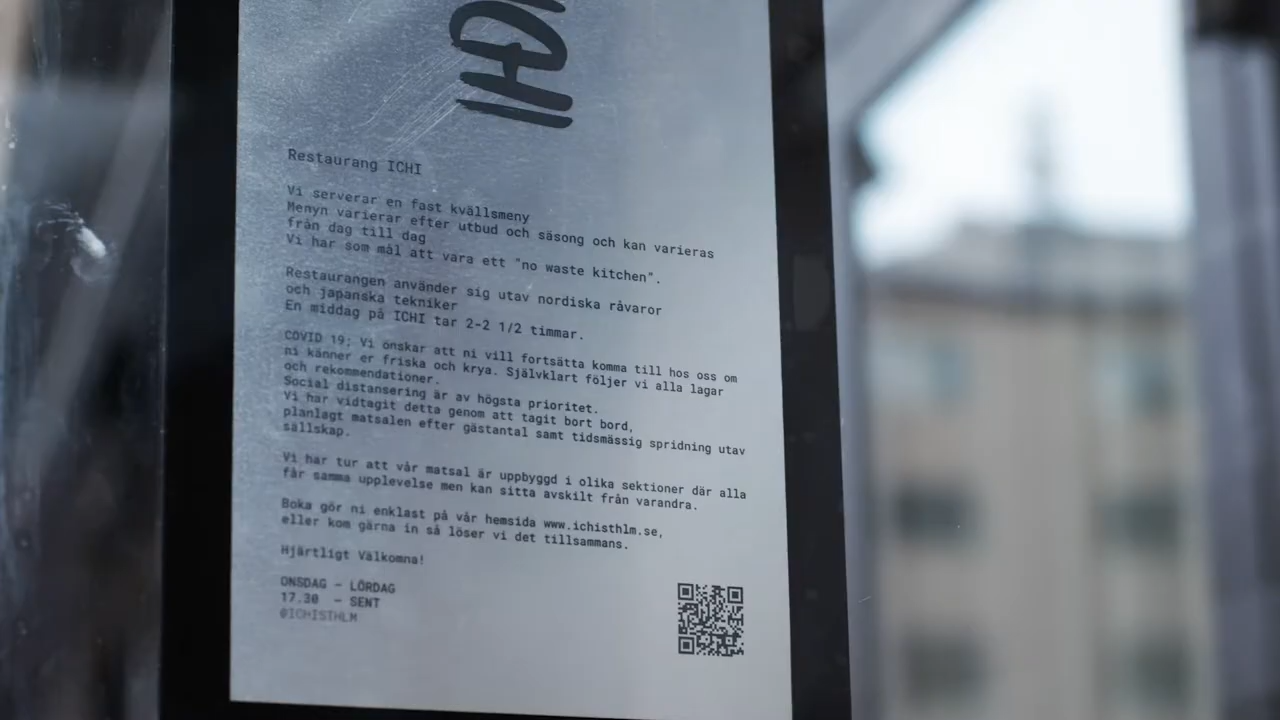 ICHI
Restaurang ICHI
Vi serverar en fast kvällsmeny
Menyn varierar efter utbud och säsong och kan varieras
från dag till dag
Vi har som mål att vara ett "no waste kitchen".
Restaurangen använder sig utav nordiska råvaror
och japanska tekniker
En middag på ICHI tar 2-2 1/2 timmar.
COVID 19; Vi önskar att ni vill fortsätta komma till hos oss om
ni känner er friska och krya. Självklart följer vi alla lagar
och rekommendationer.
Social distansering är av högsta prioritet.
Vi har vidtagit detta genom att tagit bort bord,
planlagt matsalen efter gästantal samt tidsmässig spridning utav
sällskap.
Vi har tur att vår matsal är uppbyggd i olika sektioner där alla
får samma upplevelse men kan sitta avskilt från varandra.
Boka gör ni enklast på vår hemsida www.ichisthlm.se,
eller kom gärna in så löser vi det tillsammans.
Hjärtligt Välkomna!
ONSDAG - LÖRDAG
17.30 - SENT
@ICHISTHLM